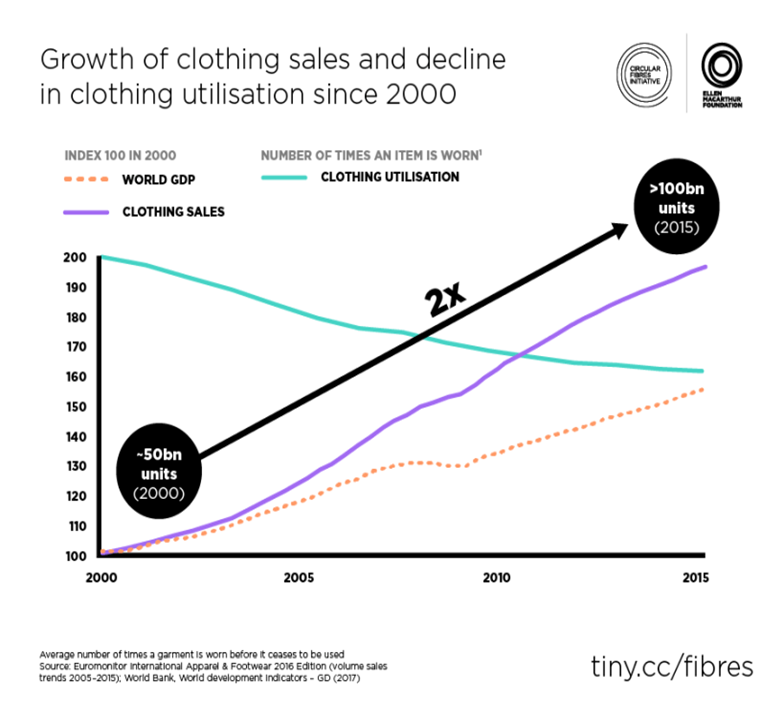 Growth of clothing sales and decline
in clothing utilisation since 2000
CIRCULAR
FIBRES
INITIATIVE
ELLEN
MACARTHUR
FOUNDATION
INDEX 100 IN 2000
NUMBER OF TIMES AN ITEM IS WORN¹
WORLD GDP
CLOTHING UTILISATION
CLOTHING SALES
>100bn
units
(2015)
2x
~50bn
units
(2000)
200
190
180
170
160
150
140
130
120
110
100
2000
2005
2010
2015
Average number of times a garment is worn before it ceases to be used
Source: Euromonitor International Apparel & Footwear 2016 Edition (volume sales
trends 2005–2015); World Bank, World development indicators – GD (2017)
tiny.cc/fibres